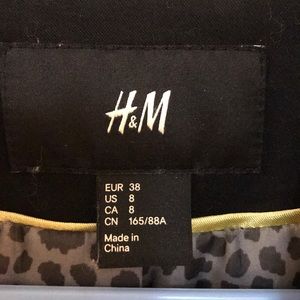 H&M
EUR 38
US 8
CA 8
CN 165/88A
Made in
China